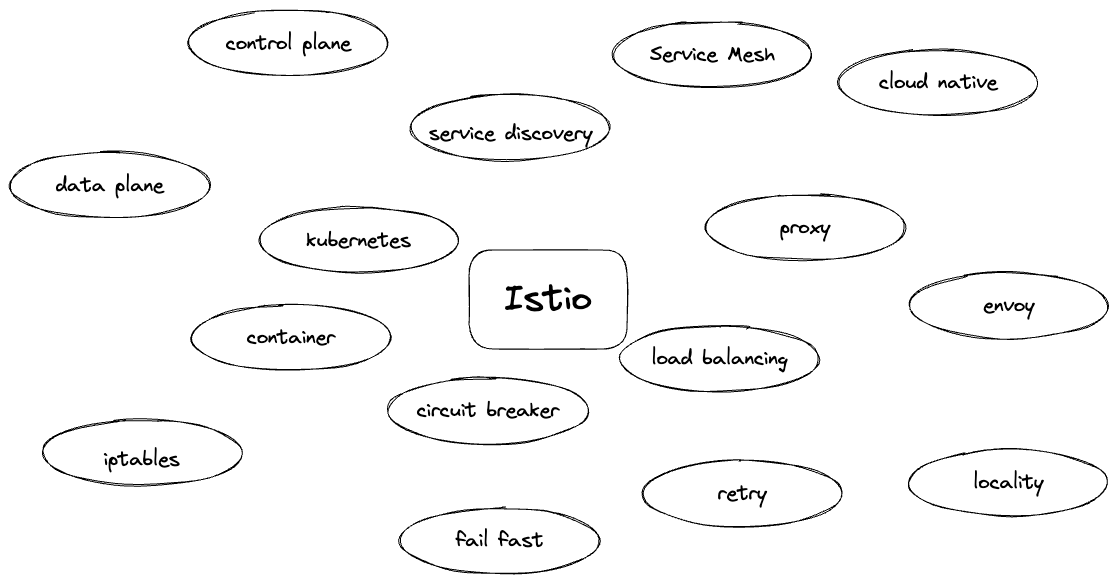 control plane
Service Mesh
cloud native
service discovery
data plane
kubernetes
proxy
Istio
envoy
container
load balancing
circuit breaker
iptables
retry
locality
fail fast